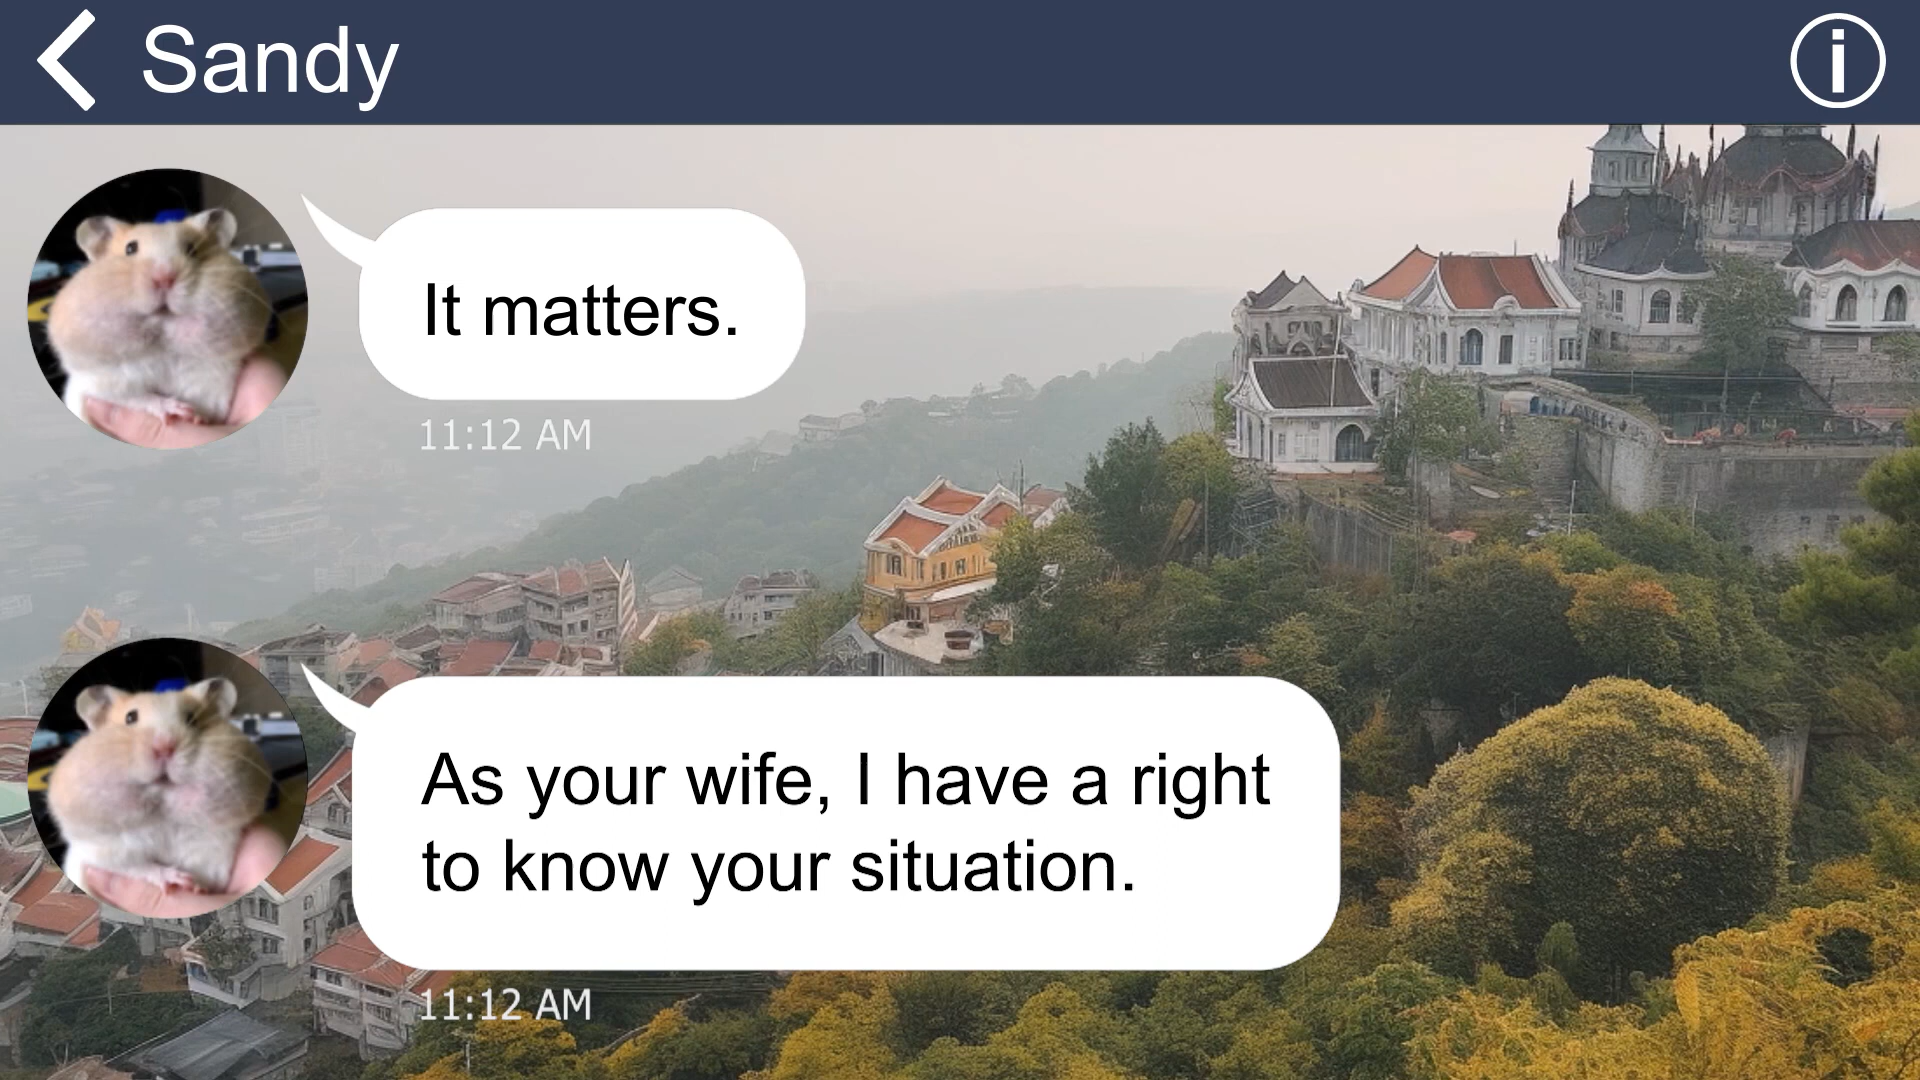 Sandy
It matters.
11:12 AM
As your wife, I have a right
to know your situation.
11:12 AM